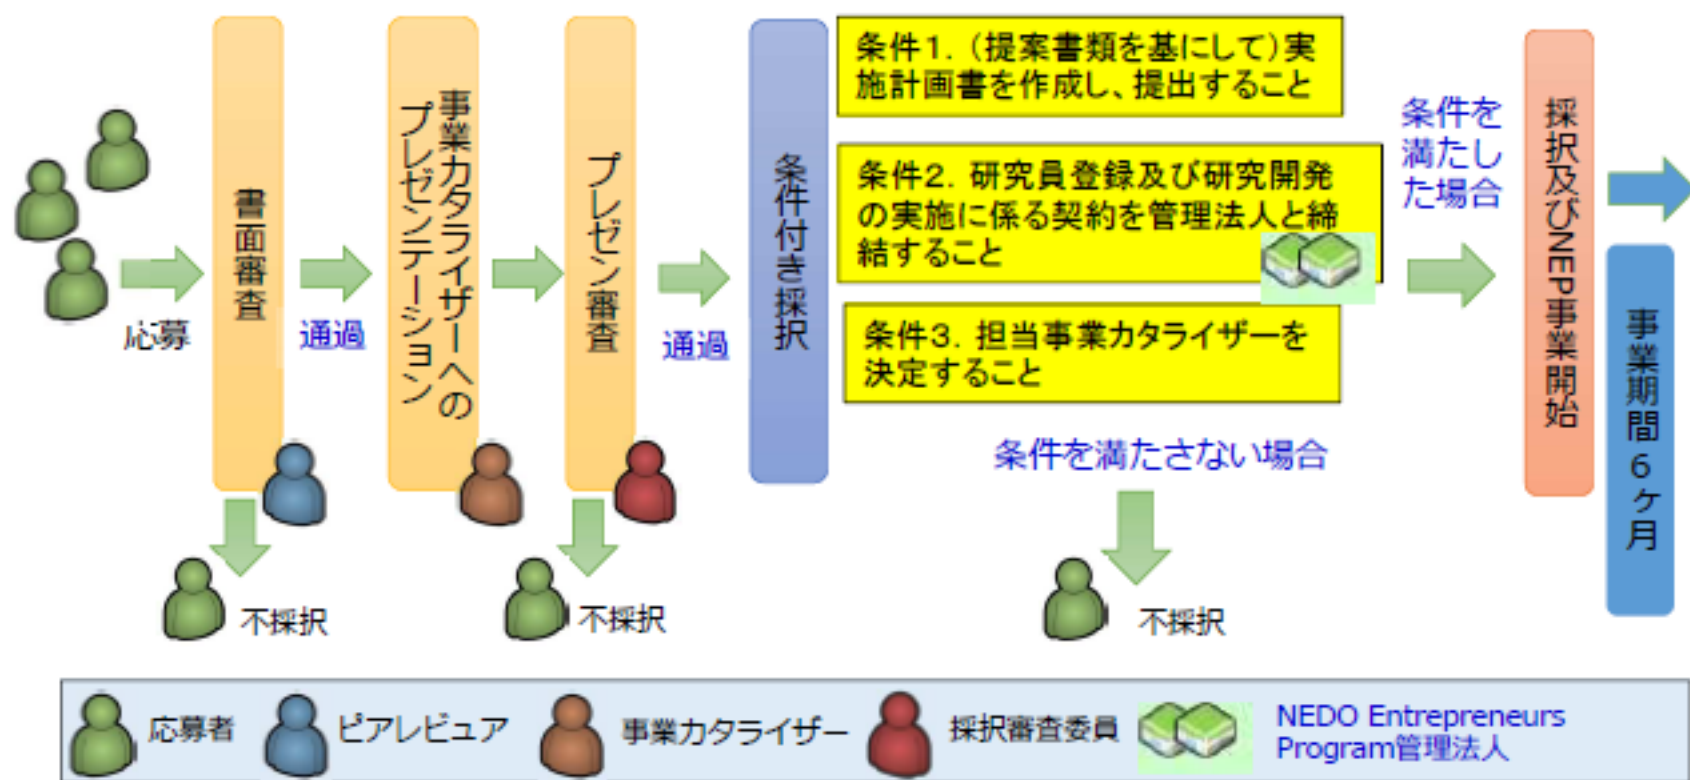 応募
書面審査
通過
事業カタライザーへの
プレゼンテーション
プレゼン審査
通過
条件付き採択
条件1．（提案書類を基にして）実
施計画書を作成し、提出すること
条件2．研究員登録及び研究開発
の実施に係る契約を管理法人と締
結すること
条件3．担当事業カタライザーを
決定すること
条件を
満たし
た場合
採択及びNEP事業開始
事業期間6ヶ月
条件を満たさない場合
不採択
不採択
不採択
応募者
ピアレビュア
事業カタライザー
採択審査委員
NEDO Entrepreneurs
Program管理法人